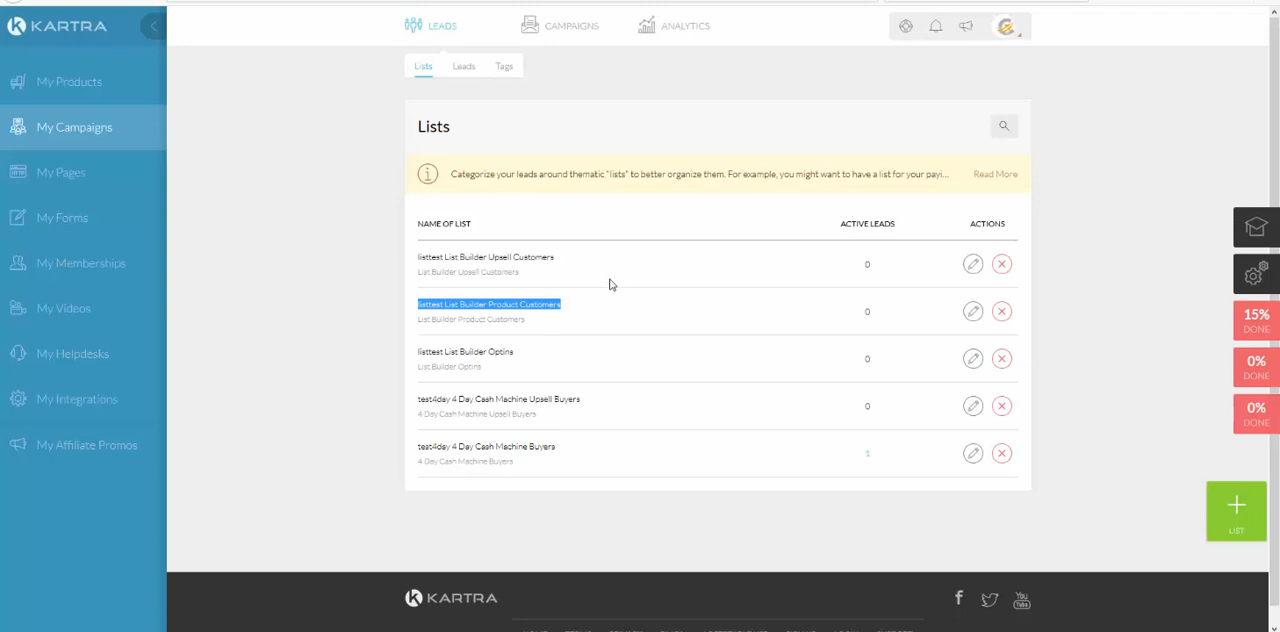 KARTRA
LEADS
CAMPAIGNS
ANALYTICS
Lists
Leads
Tags
My Products
My Campaigns
My Pages
My Forms
My Memberships
My Videos
My Helpdesks
My Integrations
My Affiliate Promos
Lists
Categorize your leads around thematic "lists" to better organize them. For example, you might want to have a list for your payi... Read More
NAME OF LIST ACTIVE LEADS ACTIONS
listtest List Builder Upsell Customers
List Builder Upsell Customers
0
listtest List Builder Product Customers
List Builder Product Customers
0
listtest List Builder Optins
List Builder Optins
0
test4day 4 Day Cash Machine Upsell Buyers
4 Day Cash Machine Upsell Buyers
0
test4day 4 Day Cash Machine Buyers
4 Day Cash Machine Buyers
1
15%
DONE
0%
DONE
0%
DONE
LIST
KARTRA
You
Tube